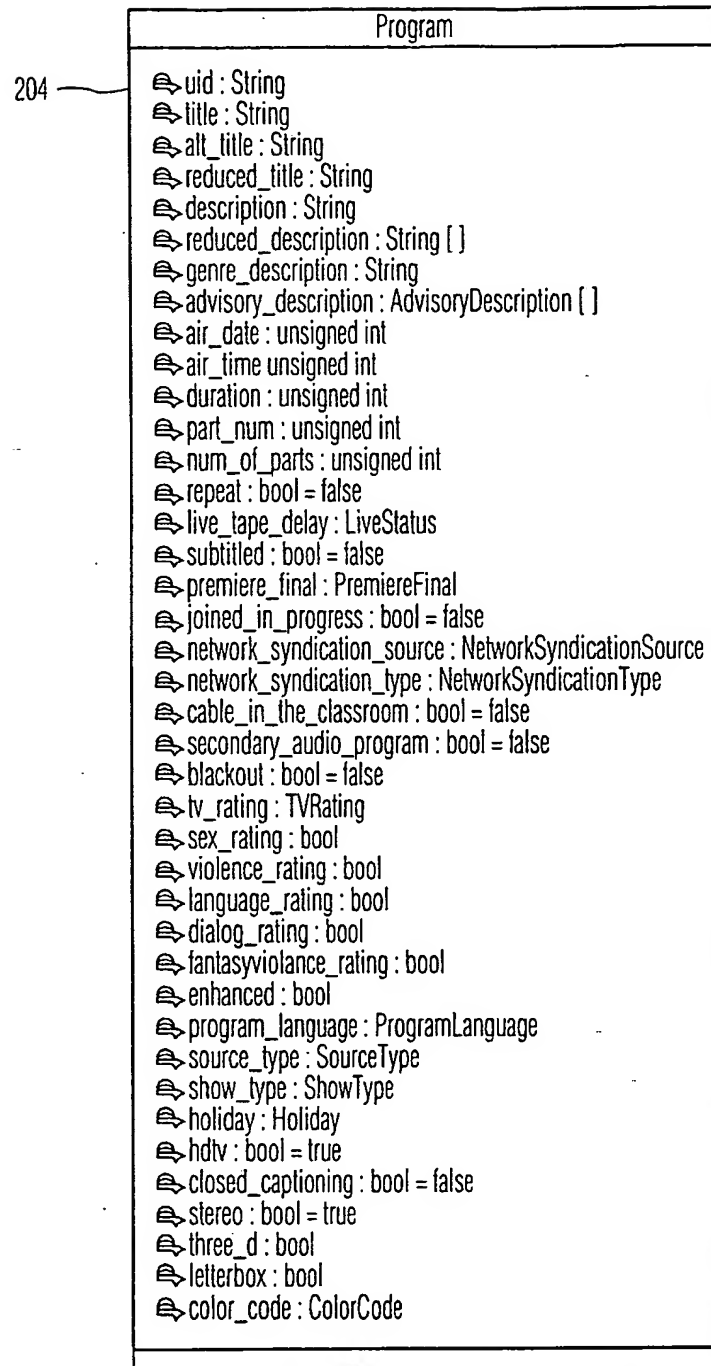 Program
204
uid : String
title : String
alt_title : String
reduced_title : String
description : String
reduced_description : String [ ]
genre_description : String
advisory_description : AdvisoryDescription [ ]
air_date : unsigned int
air_time unsigned int
duration : unsigned int
part_num : unsigned int
num_of_parts : unsigned int
repeat : bool = false
live_tape_delay : LiveStatus
subtitled : bool = false
premiere_final : PremiereFinal
joined_in_progress : bool = false
network_syndication_source : NetworkSyndicationSource
network_syndication_type : NetworkSyndicationType
cable_in_the_classroom : bool = false
secondary_audio_program : bool = false
blackout : bool = false
tv_rating : TVRating
sex_rating : bool
violence_rating : bool
language_rating : bool
dialog_rating : bool
fantasyviolance_rating : bool
enhanced : bool
program_language : ProgramLanguage
source_type : SourceType
show_type : ShowType
holiday : Holiday
hdtv : bool = true
closed_captioning : bool = false
stereo : bool = true
three_d : bool
letterbox : bool
color_code : ColorCode